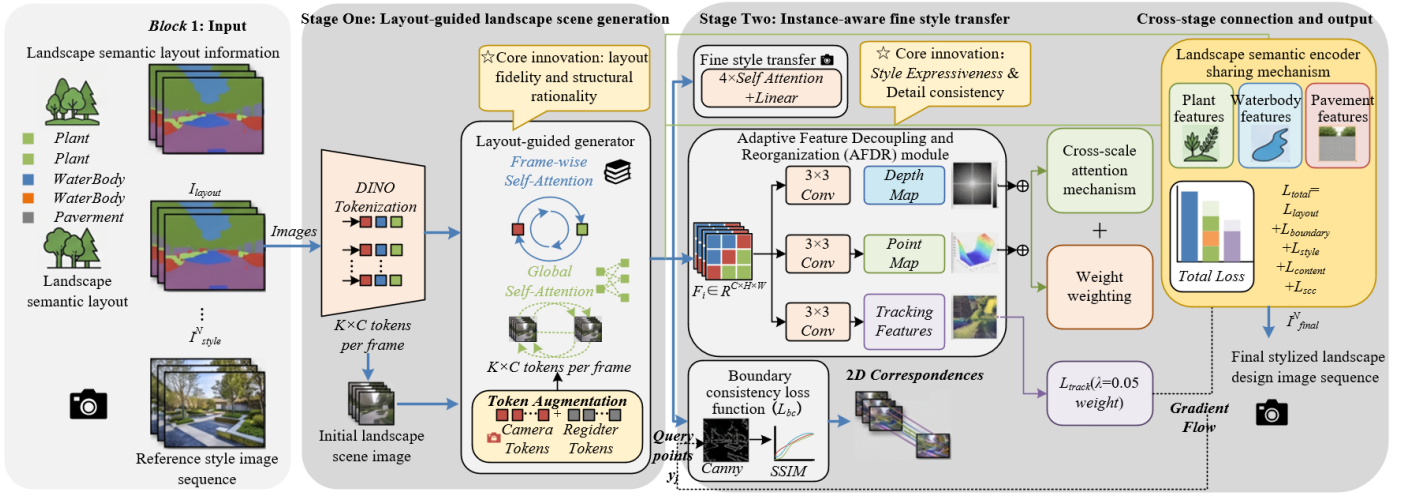 Block 1: Input
Landscape semantic layout information
Plant
Plant
WaterBody
WaterBody
Paverment
Landscape
semantic layout
I_layout
⋮
I^N_style
Reference style image
sequence
Images
Stage One: Layout-guided landscape scene generation
☆Core innovation: layout
fidelity and structural
rationality
DINO
Tokenization
K×C tokens
per frame
Initial landscape
scene image
Layout-guided generator
Frame-wise
Self-Attention
Global
Self-Attention
K×C tokens per frame
Token Augmentation
+
Camera
Tokens
Regidter
Tokens
Stage Two: Instance-aware fine style transfer
Fine style transfer
4×Self Attention
+Linear
☆ Core innovation:
Style Expressiveness &
Detail consistency
Adaptive Feature Decoupling and
Reorganization (AFDR) module
F_i ∈ R^{C×H×W}
3×3
Conv
Depth
Map
3×3
Conv
Point
Map
3×3
Conv
Tracking
Features
Cross-scale
attention
mechanism
+
Weight
weighting
Boundary
consistency loss
function (L_bc)
Canny
SSIM
Query
points
2D Correspondences
L_track(λ=0.05
weight)
Gradient
Flow
Cross-stage connection and output
Landscape semantic encoder
sharing mechanism
Plant
features
Waterbody
features
Pavement
features
Total Loss
L_total=
L_layout
+L_boundary
+L_style
+L_content
+L_scc
I^N_final
Final stylized landscape
design image sequence